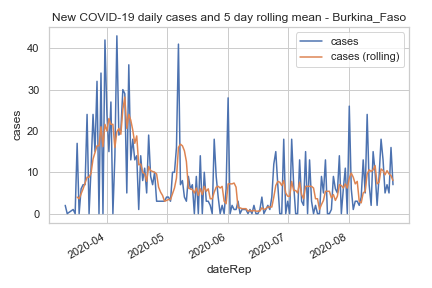 New COVID-19 daily cases and 5 day rolling mean - Burkina_Faso
cases
cases (rolling)
cases
40
30
20
10
0
2020-04
2020-05
2020-06
2020-07
2020-08
dateRep